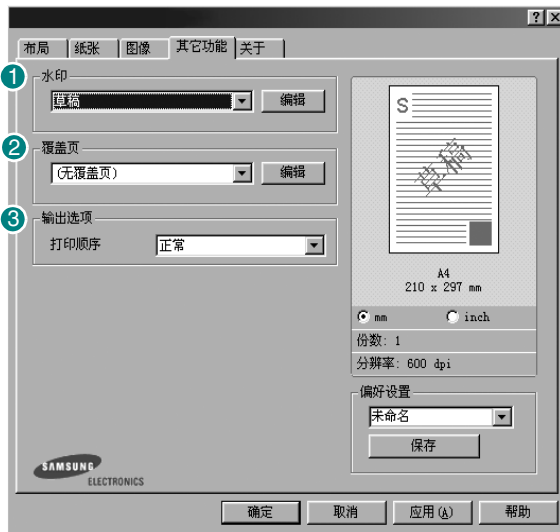 ? x
布局 纸张 图像 其它功能 关于
1 水印
草稿 编辑
2 覆盖页
(无覆盖页) 编辑
3 输出选项
打印顺序 正常
S
草稿
A4
210 x 297 mm
mm inch
份数: 1
分辨率: 600 dpi
偏好设置
未命名
保存
SAMSUNG
ELECTRONICS
确定 取消 应用(A) 帮助